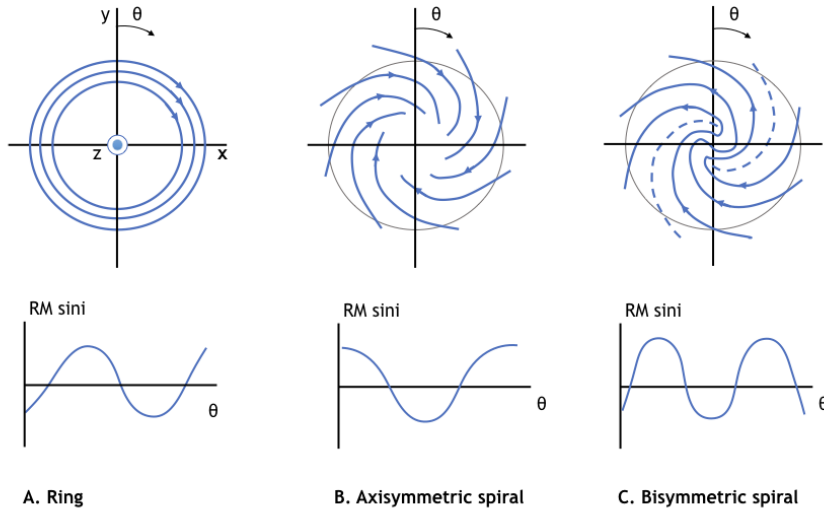 y
θ
z
x
θ
θ
RM sini
θ
RM sini
θ
RM sini
θ
A. Ring
B. Axisymmetric spiral
C. Bisymmetric spiral